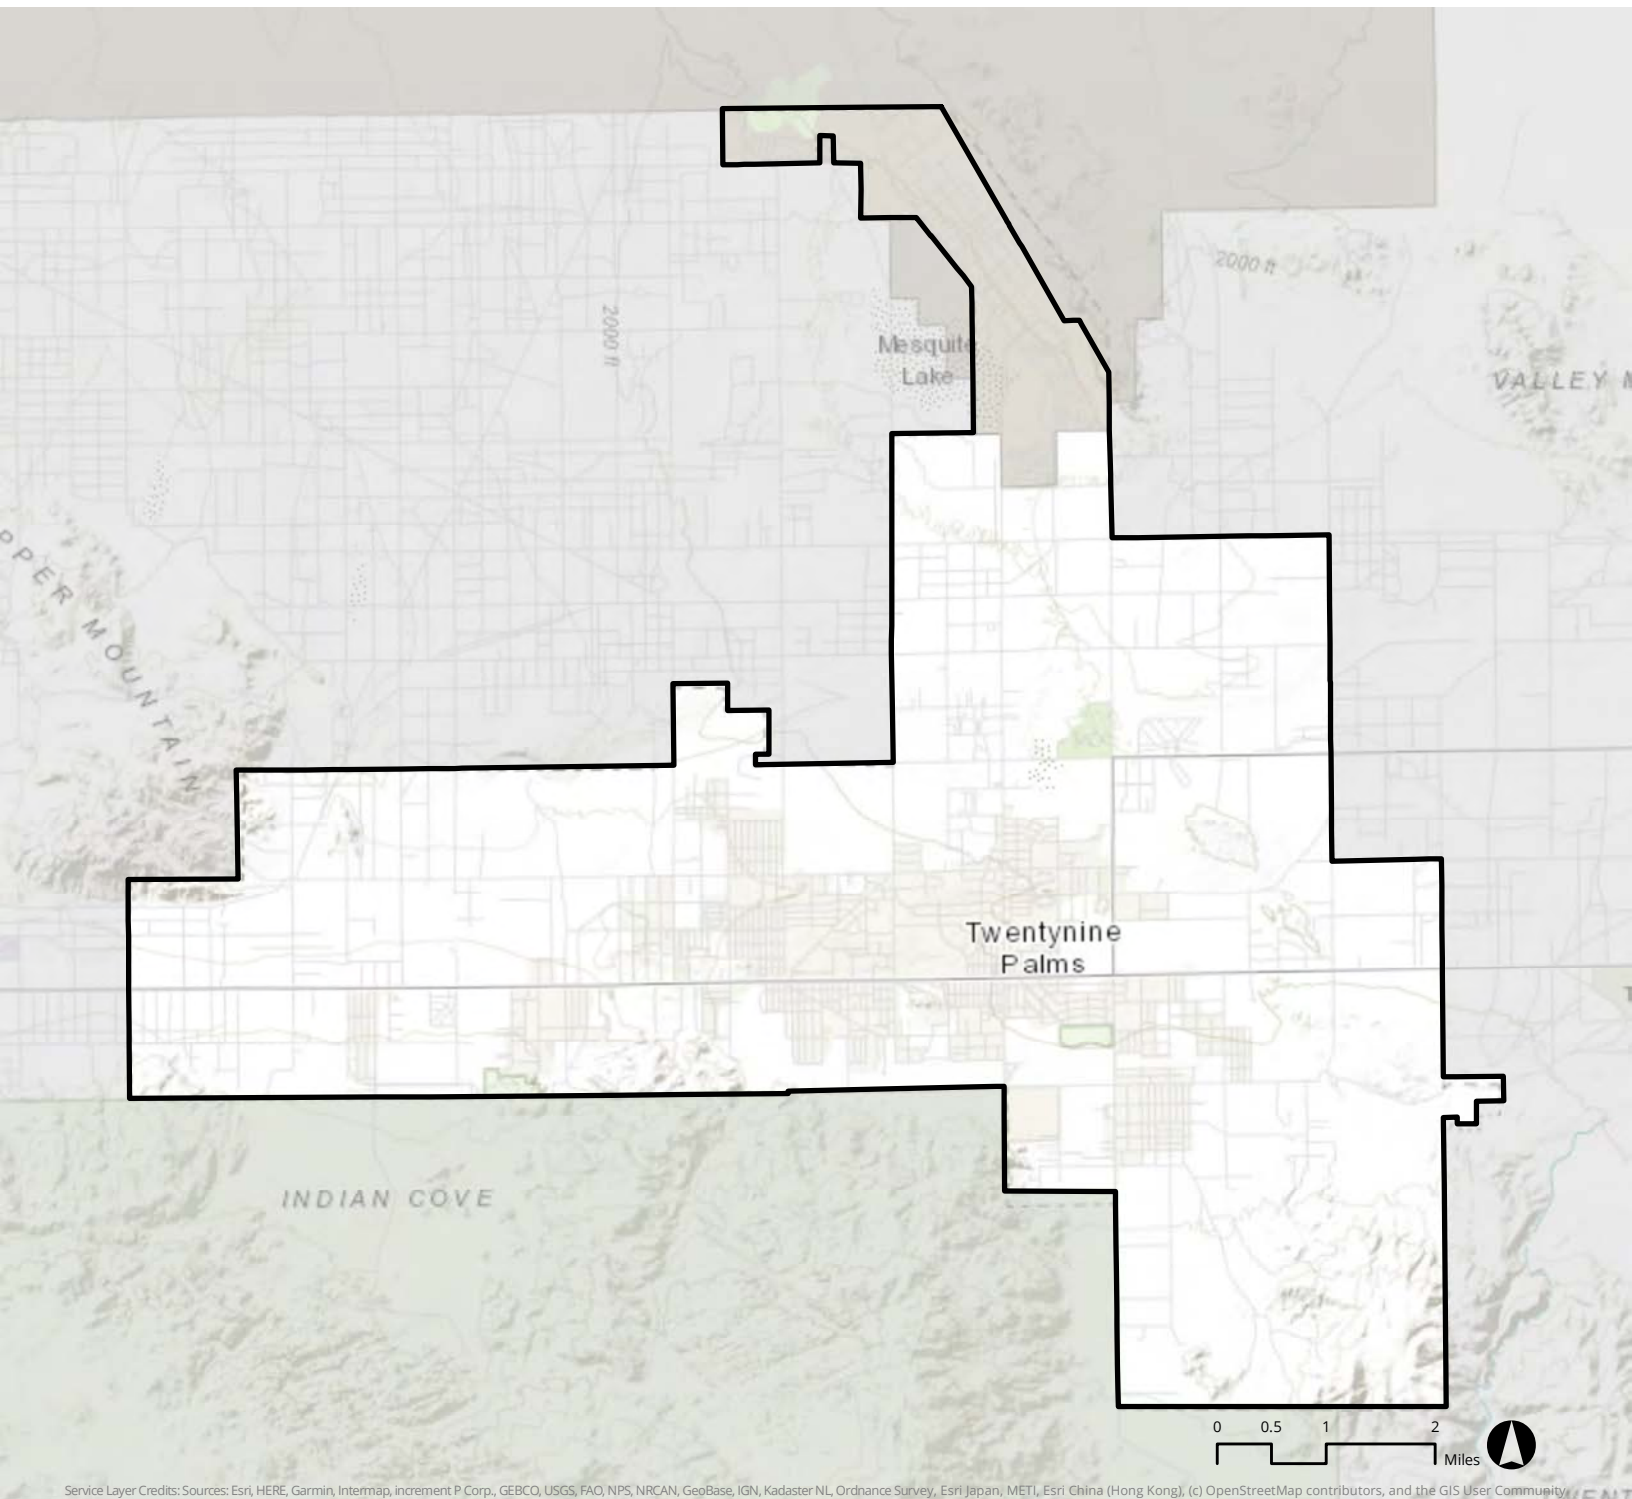 2000 ft
2000 ft
Mesquite
Lake
VALLEY M
PPER MOUNTAIN
Twentynine
Palms
INDIAN COVE
0 0.5 1 2
Miles
Service Layer Credits: Sources: Esri, HERE, Garmin, Intermap, increment P Corp., GEBCO, USGS, FAO, NPS, NRCAN, GeoBase, IGN, Kadaster NL, Ordnance Survey, Esri Japan, METI, Esri China (Hong Kong), (c) OpenStreetMap contributors, and the GIS User Community